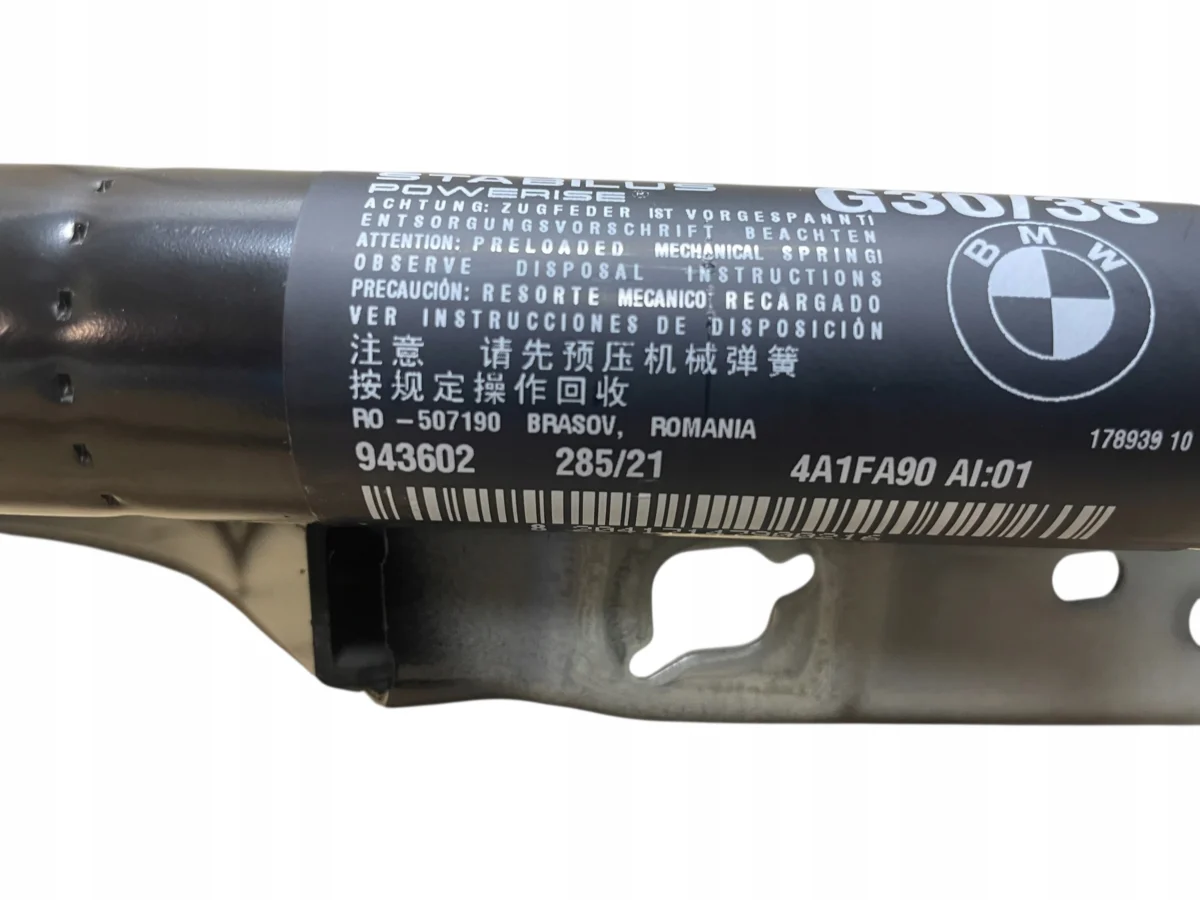 STABILUS
POWERISE®
G30/38
BMW
ACHTUNG: ZUGFEDER IST VORGESPANNT!
ENTSORGUNGSVORSCHRIFT BEACHTEN
ATTENTION: PRELOADED MECHANICAL SPRING!
OBSERVE DISPOSAL INSTRUCTIONS
PRECAUCIÓN: RESORTE MECANICO RECARGADO
VER INSTRUCCIONES DE DISPOSICIÓN
注意 请先预压机械弹簧
按规定操作回收
RO -507190 BRASOV, ROMANIA
178939 10
943602 285/21 4A1FA90 AI:01